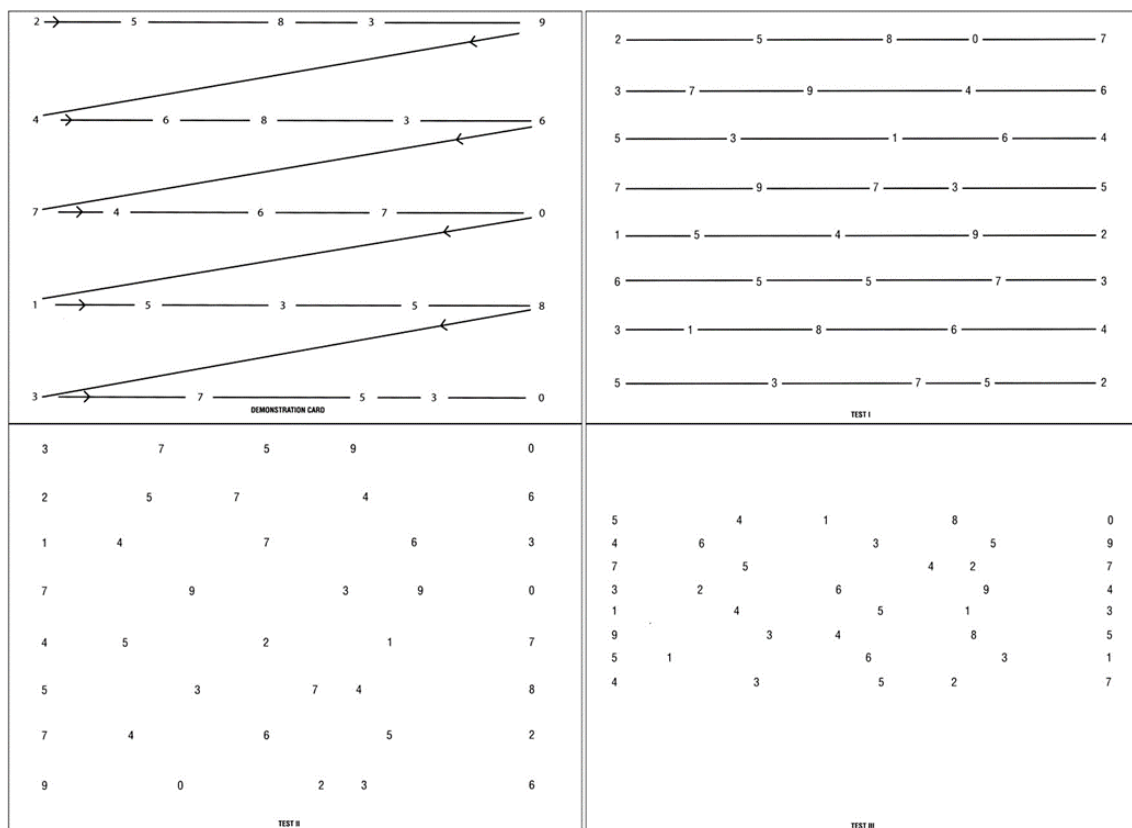 2 5 8 3 9
4 6 8 3 6
7 4 6 7 0
1 5 3 5 8
3 7 5 3 0
DEMONSTRATION CARD
2 5 8 0 7
3 7 9 4 6
5 3 1 6 4
7 9 7 3 5
1 5 4 9 2
6 5 5 7 3
3 1 8 6 4
5 3 7 5 2
TEST I
3 7 5 9 0
2 5 7 4 6
1 4 7 6 3
7 9 3 9 0
4 5 2 1 7
5 3 7 4 8
7 4 6 5 2
9 0 2 3 6
TEST II
5 4 1 8 0
4 6 3 5 9
7 5 4 2 7
3 2 6 9 4
1 4 5 1 3
9 3 4 8 5
5 1 6 3 1
4 3 5 2 7
TEST III